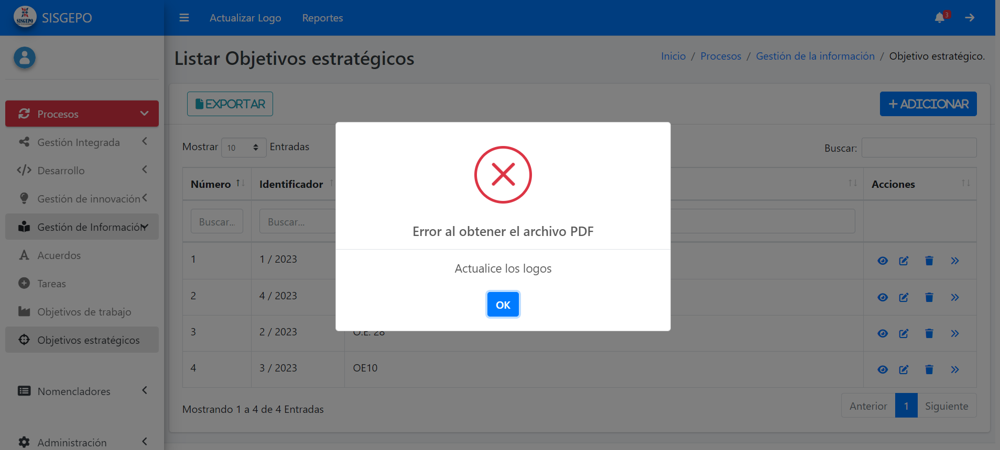 SISGEPO
SISGEPO
Actualizar Logo
Reportes
3
Listar Objetivos estratégicos
Inicio / Procesos / Gestión de la información / Objetivo estratégico.
Procesos
Gestión Integrada
Desarrollo
Gestión de innovación
Gestión de Información
Acuerdos
Tareas
Objetivos de trabajo
Objetivos estratégicos
Nomencladores
Administración
EXPORTAR
ADICIONAR
Mostrar 10 Entradas
Buscar:
Número Identificador Acciones
Buscar... Buscar...
1 1 / 2023
2 4 / 2023
3 2 / 2023 O.E. 28
4 3 / 2023 OE10
Mostrando 1 a 4 de 4 Entradas
Anterior 1 Siguiente
Error al obtener el archivo PDF
Actualice los logos
OK